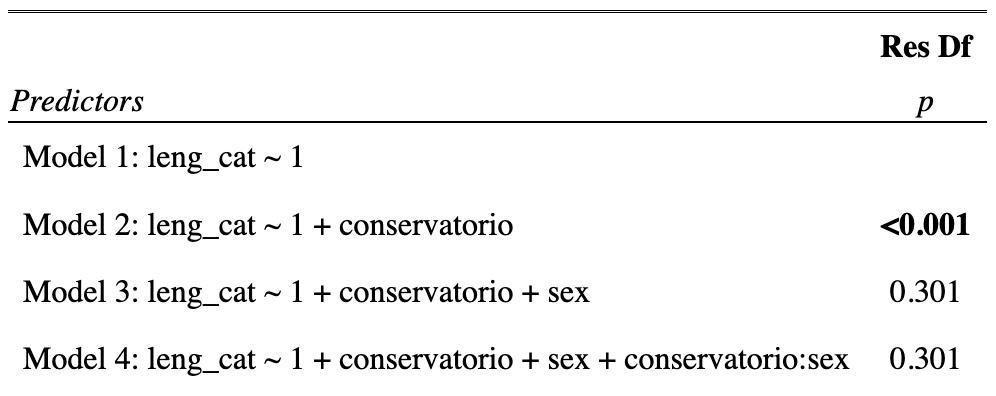 Res Df
Predictors p
Model 1: leng_cat ~ 1
Model 2: leng_cat ~ 1 + conservatorio <0.001
Model 3: leng_cat ~ 1 + conservatorio + sex 0.301
Model 4: leng_cat ~ 1 + conservatorio + sex + conservatorio:sex 0.301